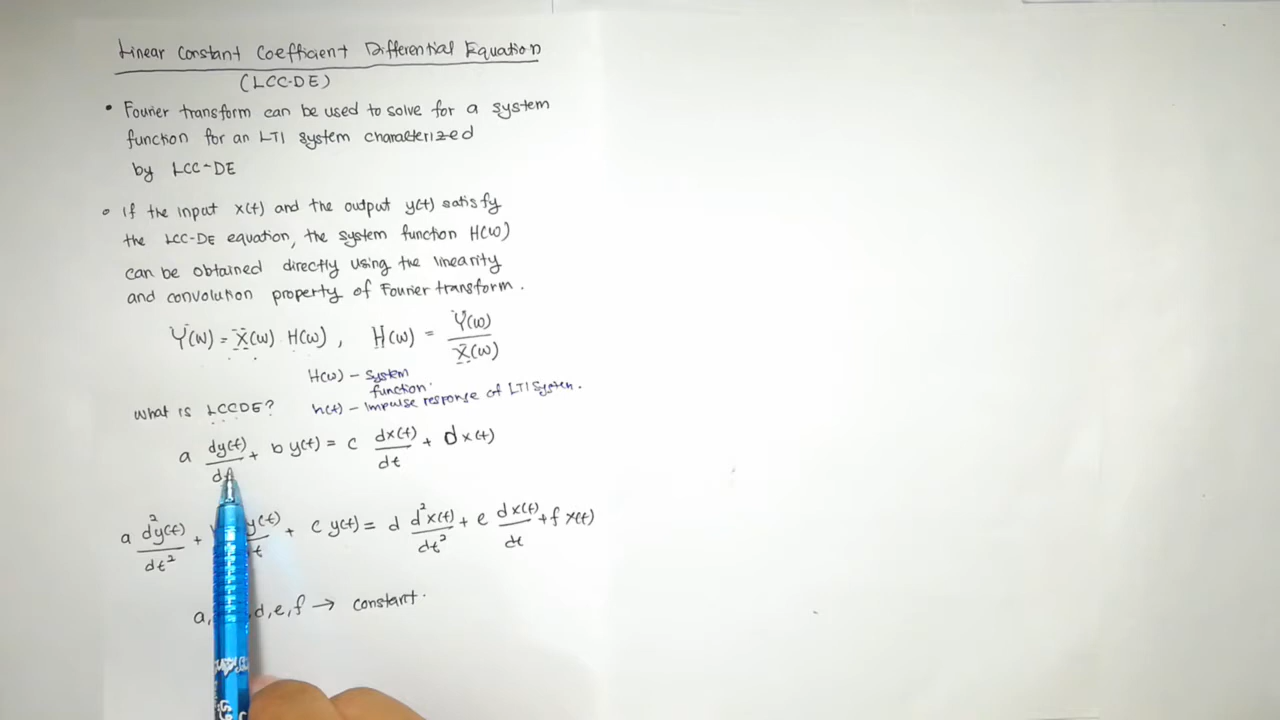 Linear Constant Coefficient Differential Equation
(LCC-DE)
• Fourier transform can be used to solve for a system
function for an LTI system characterized
by LCC-DE
• If the input x(t) and the output y(t) satisfy
the LCC-DE equation, the system function H(ω)
can be obtained directly using the linearity
and convolution property of Fourier transform.
Y(ω) = X(ω) H(ω), H(ω) = Y(ω) / X(ω)
H(ω) – System
function.
What is LCCDE?
h(t) – Impulse response of LTI System.
a dy(t)/dt + b y(t) = c dx(t)/dt + d x(t)
a d²y(t)/dt² + y(t)/t + c y(t) = d d²x(t)/dt² + e dx(t)/dt + f x(t)
a, d, e, f → constant.